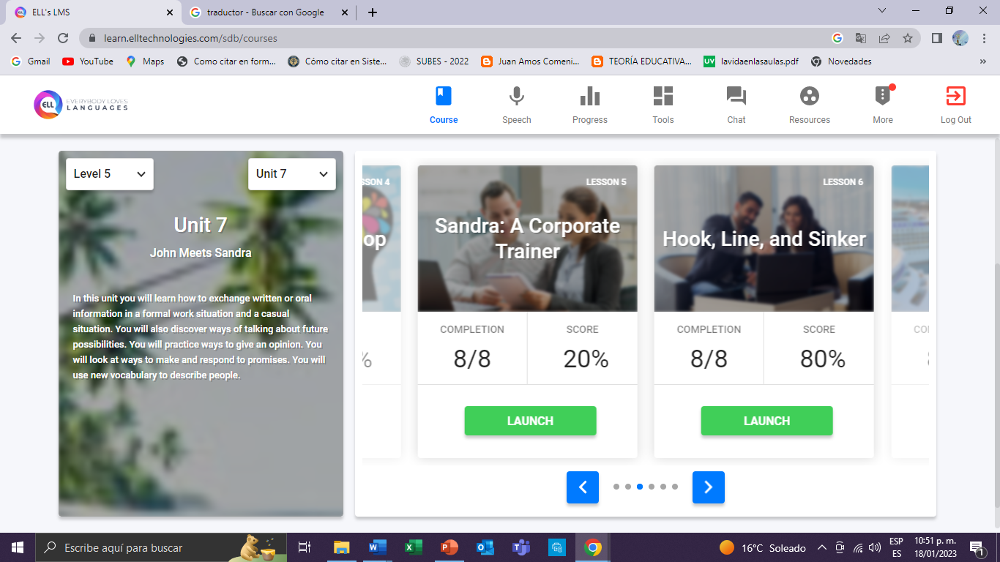 ELL's LMS
traductor - Buscar con Google
learn.elltechnologies.com/sdb/courses
Gmail
YouTube
Maps
Como citar en form...
Cómo citar en Siste...
SUBES - 2022
Juan Amos Comeni...
TEORÍA EDUCATIVA...
UV
lavidaenlasaulas.pdf
Novedades
»
ELL
EVERYBODY LOVES
LANGUAGES
Course
Speech
Progress
Tools
Chat
Resources
More
Log Out
Level 5
Unit 7
Unit 7
John Meets Sandra
In this unit you will learn how to exchange written or oral
information in a formal work situation and a casual
situation. You will also discover ways of talking about future
possibilities. You will practice ways to give an opinion. You
will look at ways to make and respond to promises. You will
use new vocabulary to describe people.
SSON 4
op
%
LESSON 5
Sandra: A Corporate
Trainer
COMPLETION
SCORE
8/8
20%
LAUNCH
LESSON 6
Hook, Line, and Sinker
COMPLETION
SCORE
8/8
80%
LAUNCH
Escribe aquí para buscar
16°C Soleado
ESP
ES
10:51 p. m.
18/01/2023
1